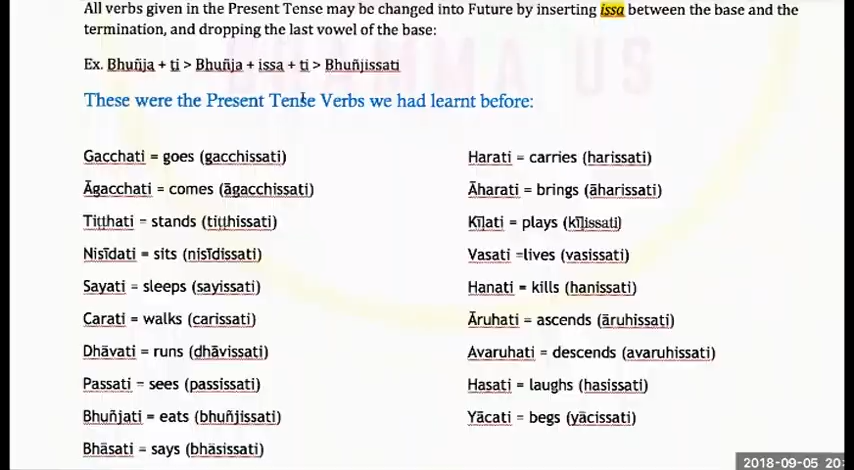 All verbs given in the Present Tense may be changed into Future by inserting issa between the base and the
termination, and dropping the last vowel of the base:
Ex. Bhuñja + ti > Bhuñja + issa + ti > Bhuñjissati
These were the Present Tense Verbs we had learnt before:
Gacchati = goes (gacchissati)
Āgacchati = comes (āgacchissati)
Tiṭṭhati = stands (tiṭṭhissati)
Nisīdati = sits (nisīdissati)
Sayati = sleeps (sayissati)
Carati = walks (carissati)
Dhāvati = runs (dhāvissati)
Passati = sees (passissati)
Bhuñjati = eats (bhuñjissati)
Bhāsati = says (bhāsissati)
Harati = carries (harissati)
Āharati = brings (āharissati)
Kīḷati = plays (kīḷissati)
Vasati =lives (vasissati)
Hanati = kills (hanissati)
Āruhati = ascends (āruhissati)
Avaruhati = descends (avaruhissati)
Hasati = laughs (hasissati)
Yācati = begs (yācissati)
2018-09-05 20: